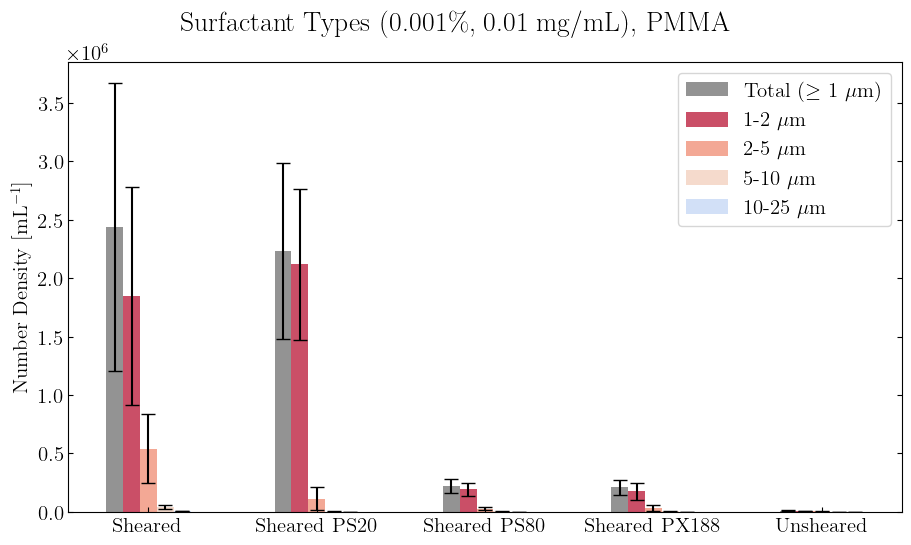 Surfactant Types (0.001%, 0.01 mg/mL), PMMA
×10⁶
Number Density [mL⁻¹]
3.5
3.0
2.5
2.0
1.5
1.0
0.5
0.0
Total (≥ 1 μm)
1-2 μm
2-5 μm
5-10 μm
10-25 μm
Sheared Sheared PS20 Sheared PS80 Sheared PX188 Unsheared